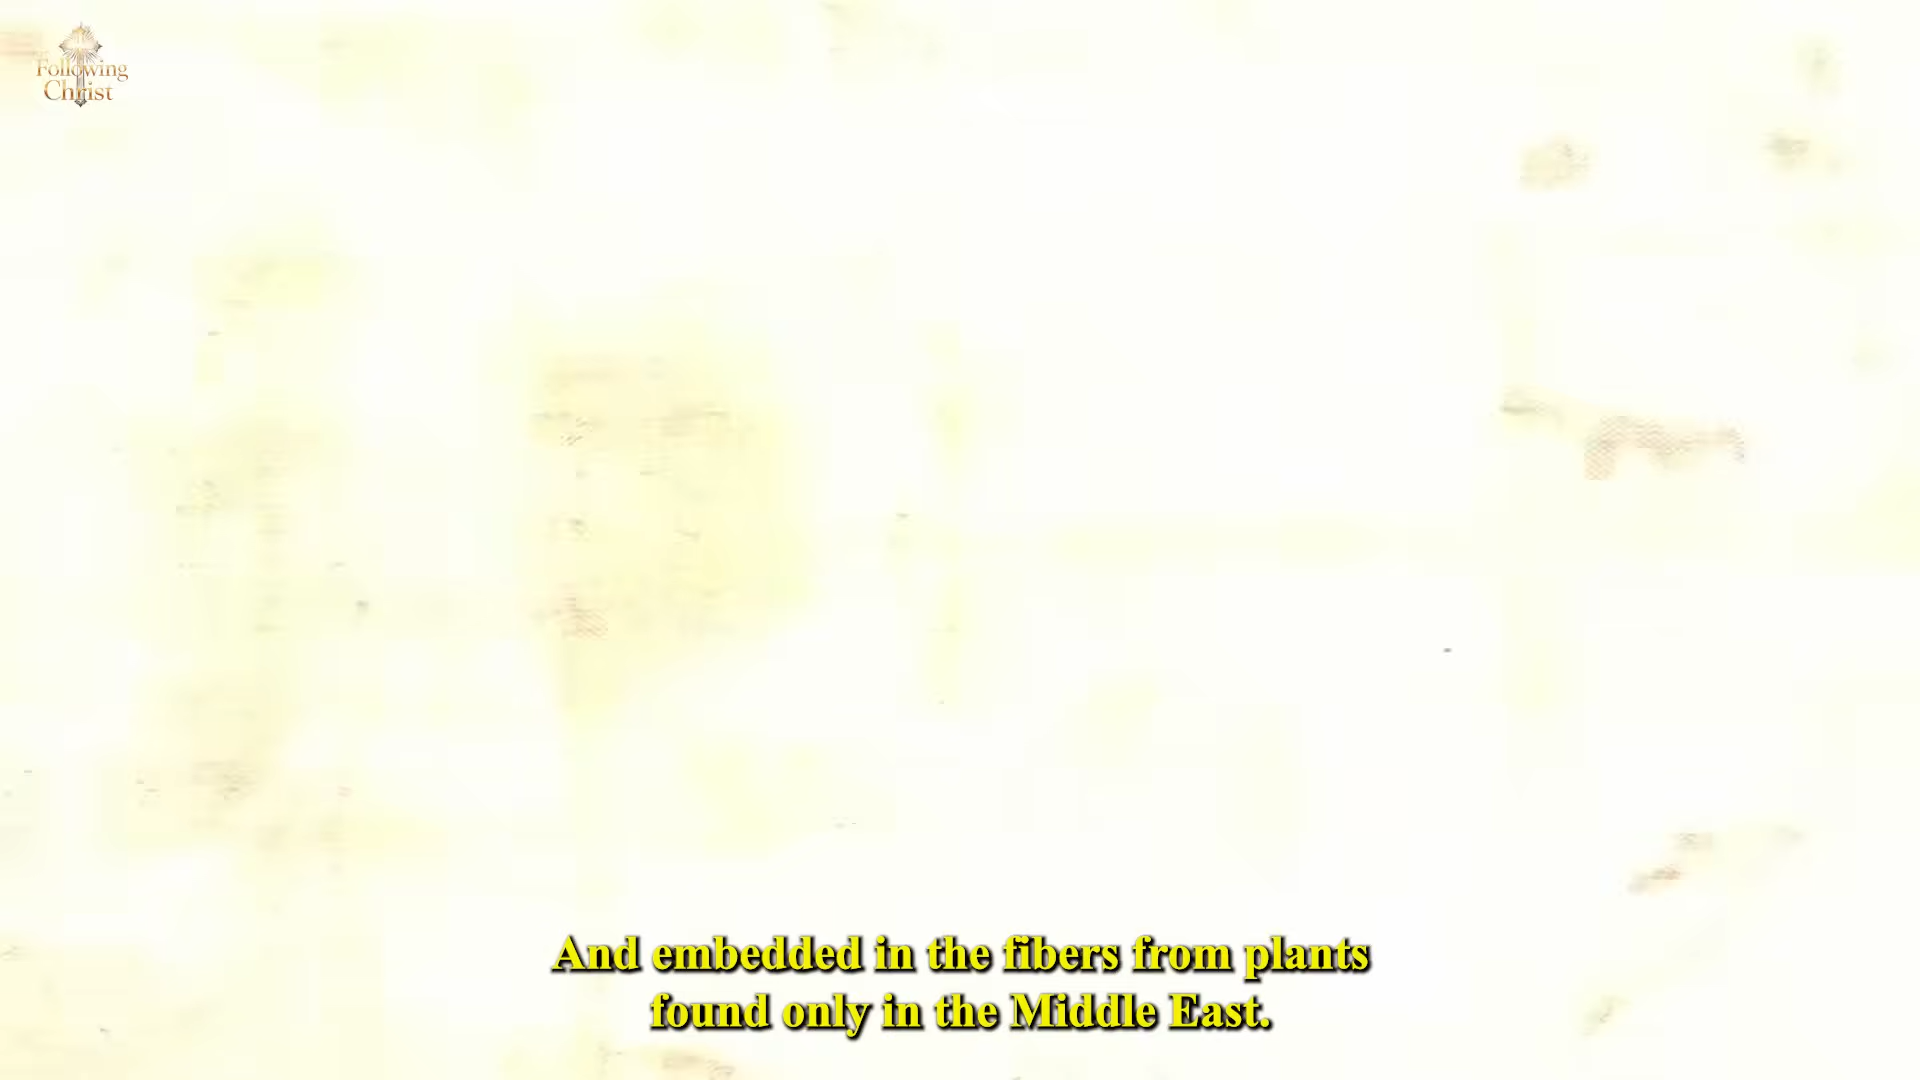 Following
Christ
And embedded in the fibers from plants
found only in the Middle East.